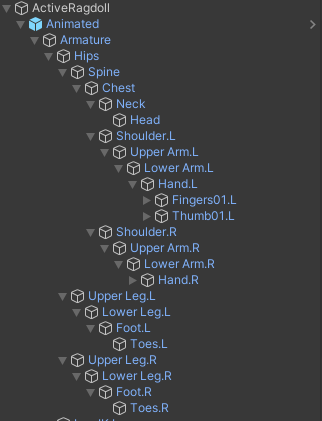 ActiveRagdoll
Animated
Armature
Hips
Spine
Chest
Neck
Head
Shoulder.L
Upper Arm.L
Lower Arm.L
Hand.L
Fingers01.L
Thumb01.L
Shoulder.R
Upper Arm.R
Lower Arm.R
Hand.R
Upper Leg.L
Lower Leg.L
Foot.L
Toes.L
Upper Leg.R
Lower Leg.R
Foot.R
Toes.R